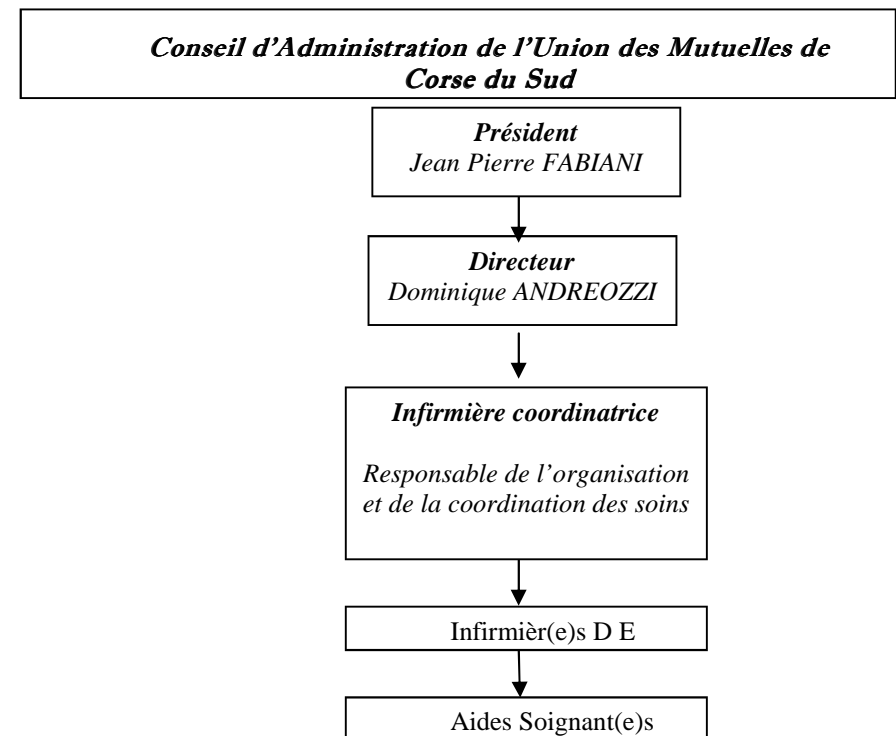 Conseil d'Administration de l'Union des Mutuelles de
Corse du Sud
Président
Jean Pierre FABIANI
Directeur
Dominique ANDREOZZI
Infirmière coordinatrice
Responsable de l'organisation
et de la coordination des soins
Infirmièr(e)s D E
Aides Soignant(e)s